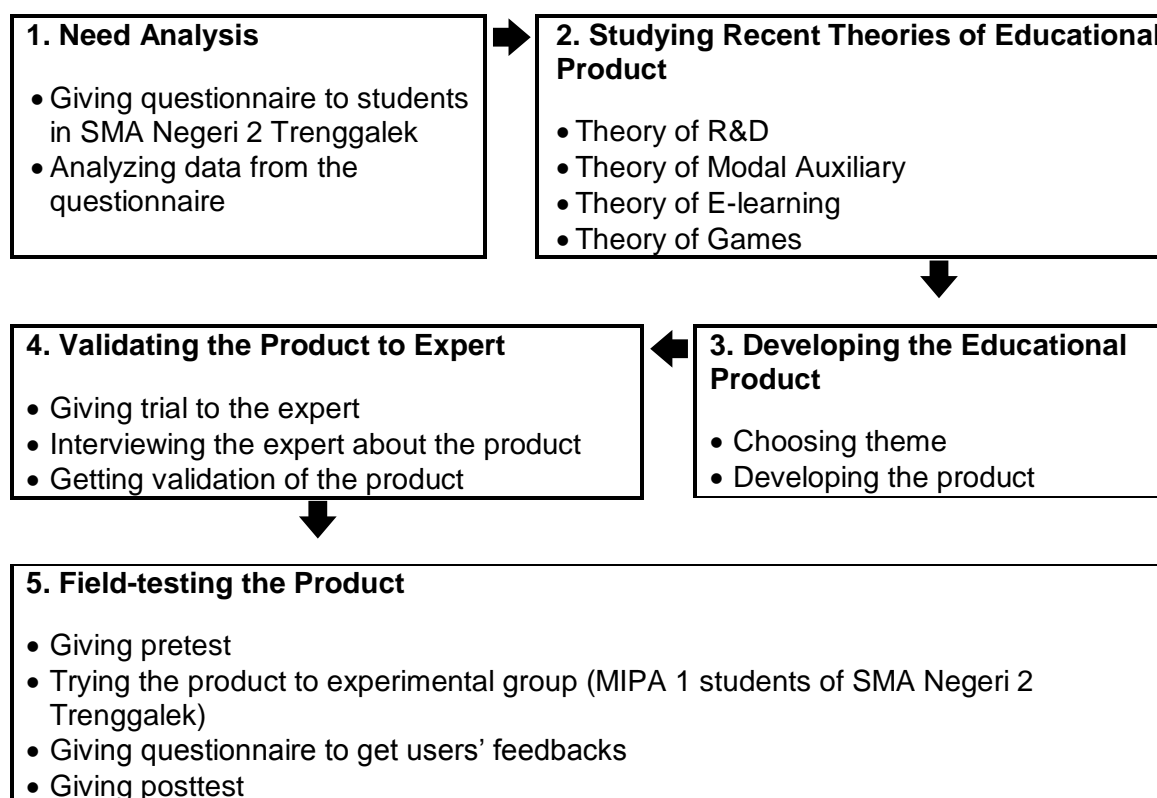 1. Need Analysis
• Giving questionnaire to students
in SMA Negeri 2 Trenggalek
• Analyzing data from the
questionnaire
2. Studying Recent Theories of Educational
Product
• Theory of R&D
• Theory of Modal Auxiliary
• Theory of E-learning
• Theory of Games
3. Developing the Educational
Product
• Choosing theme
• Developing the product
4. Validating the Product to Expert
• Giving trial to the expert
• Interviewing the expert about the product
• Getting validation of the product
5. Field-testing the Product
• Giving pretest
• Trying the product to experimental group (MIPA 1 students of SMA Negeri 2
Trenggalek)
• Giving questionnaire to get users’ feedbacks
• Giving posttest